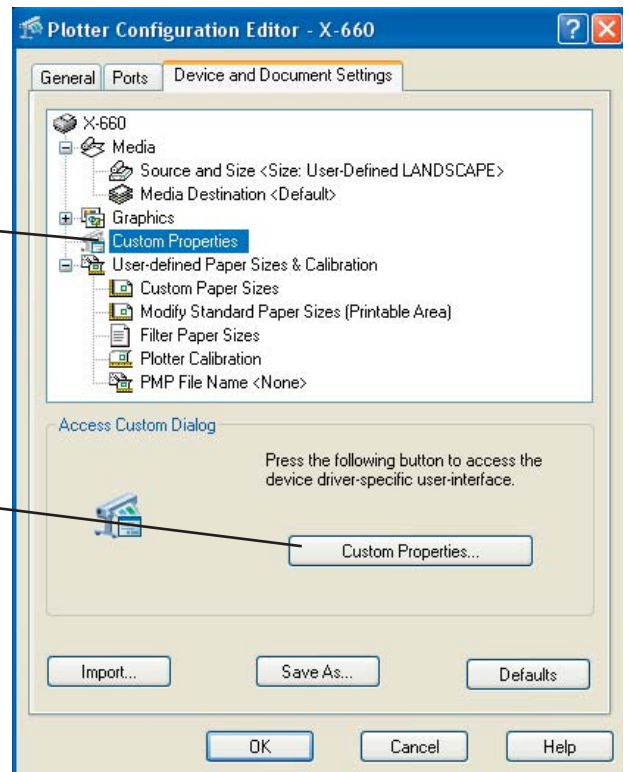 Plotter Configuration Editor - X-660
General Ports Device and Document Settings
X-660
Media
Source and Size <Size: User-Defined LANDSCAPE>
Media Destination <Default>
Graphics
Custom Properties
User-defined Paper Sizes & Calibration
Custom Paper Sizes
Modify Standard Paper Sizes (Printable Area)
Filter Paper Sizes
Plotter Calibration
PMP File Name <None>
Access Custom Dialog
Press the following button to access the
device driver-specific user-interface.
Custom Properties...
Import... Save As... Defaults
OK Cancel Help